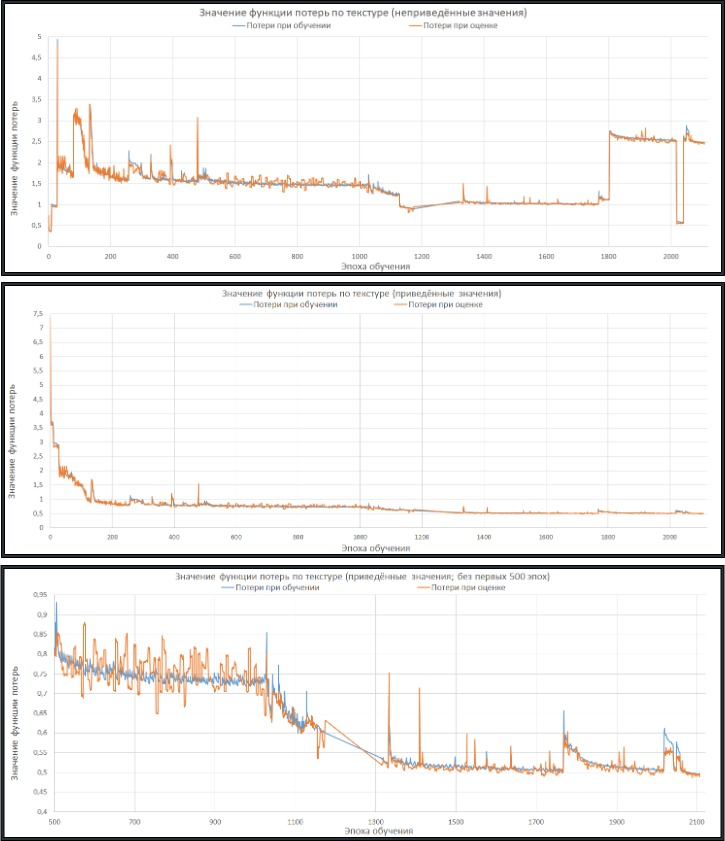 Значение функции потерь по текстуре (неприведённые значения)
Потери при обучении Потери при оценке
Значение функции потерь
5
4,5
4
3,5
3
2,5
2
1,5
1
0,5
0
0 200 400 600 800 1000 1200 1400 1600 1800 2000
Эпоха обучения
Значение функции потерь по текстуре (приведённые значения)
Потери при обучении Потери при оценке
Значение функции потерь
7,5
7
6,5
6
5,5
5
4,5
4
3,5
3
2,5
2
1,5
1
0,5
0
0 200 400 600 800 1000 1200 1400 1600 1800 2000
Эпоха обучения
Значение функции потерь по текстуре (приведённые значения; без первых 500 эпох)
Потери при обучении Потери при оценке
Значение функции потерь
0,95
0,9
0,85
0,8
0,75
0,7
0,65
0,6
0,55
0,5
0,45
0,4
500 700 900 1100 1300 1500 1700 1900 2100
Эпоха обучения